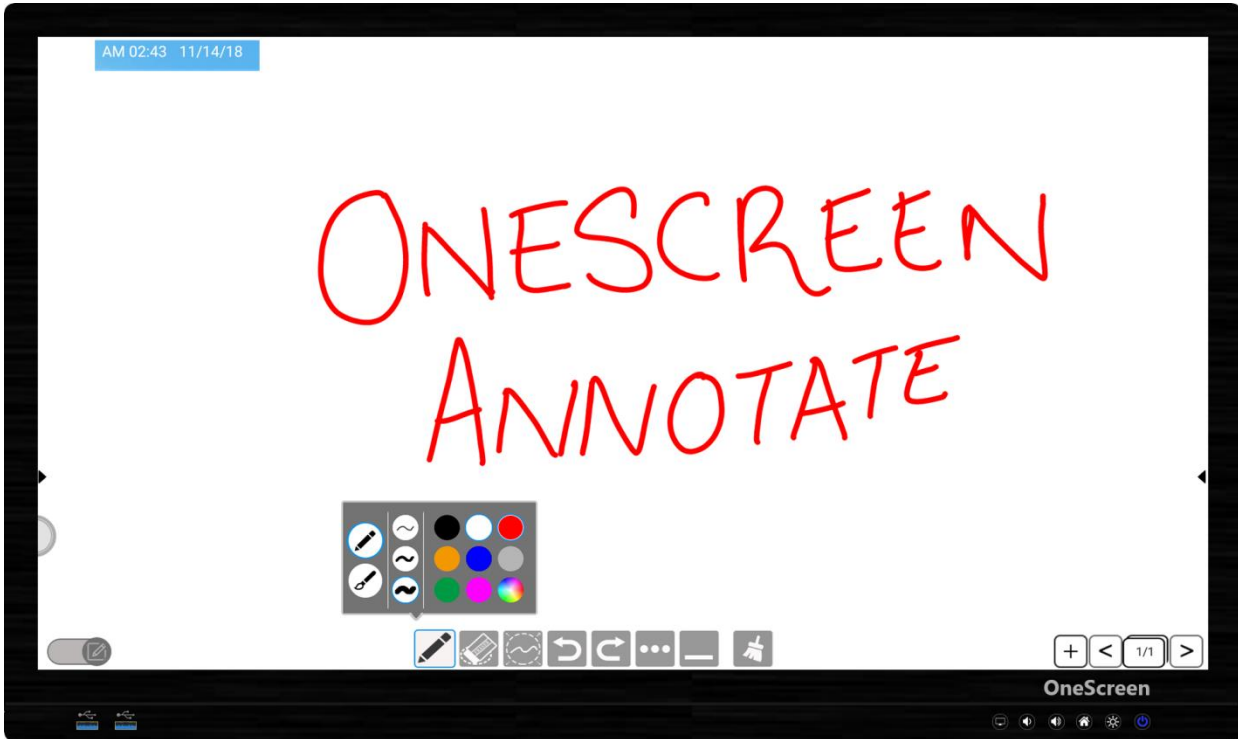 AM 02:43 11/14/18
ONESCREEN
ANNOTATE
1/1
OneScreen